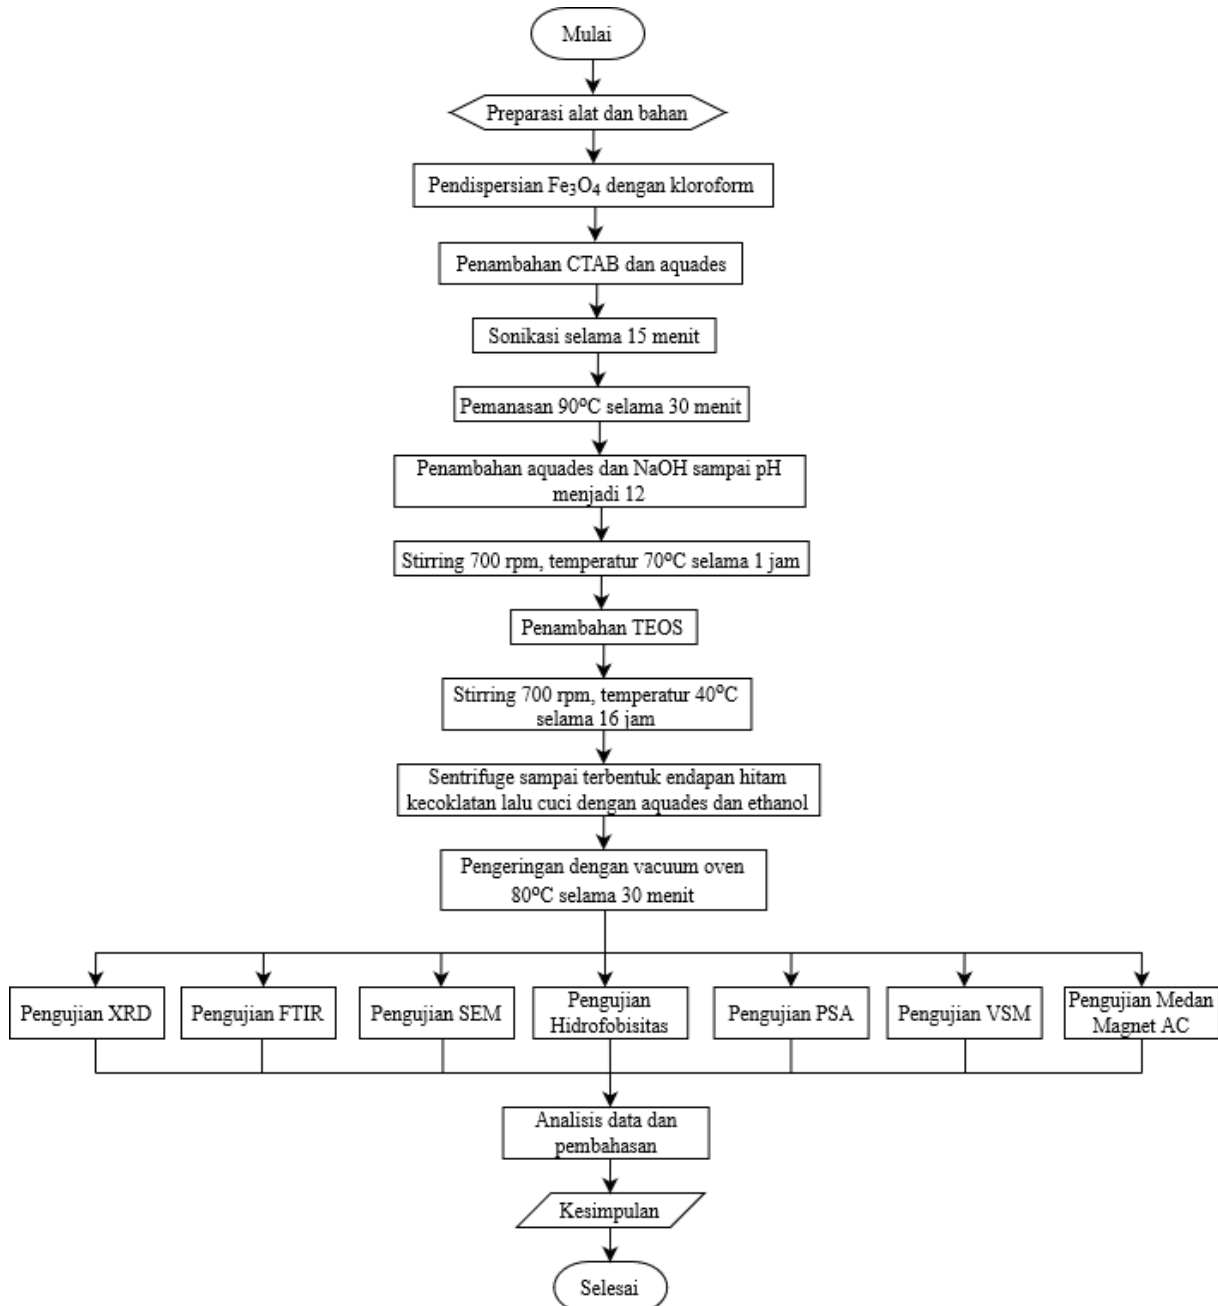 Mulai
Preparasi alat dan bahan
Pendispersian Fe₃O₄ dengan kloroform
Penambahan CTAB dan aquades
Sonikasi selama 15 menit
Pemanasan 90ºC selama 30 menit
Penambahan aquades dan NaOH sampai pH
menjadi 12
Stirring 700 rpm, temperatur 70ºC selama 1 jam
Penambahan TEOS
Stirring 700 rpm, temperatur 40ºC
selama 16 jam
Sentrifuge sampai terbentuk endapan hitam
kecoklatan lalu cuci dengan aquades dan ethanol
Pengeringan dengan vacuum oven
80ºC selama 30 menit
Pengujian XRD
Pengujian FTIR
Pengujian SEM
Pengujian
Hidrofobisitas
Pengujian PSA
Pengujian VSM
Pengujian Medan
Magnet AC
Analisis data dan
pembahasan
Kesimpulan
Selesai